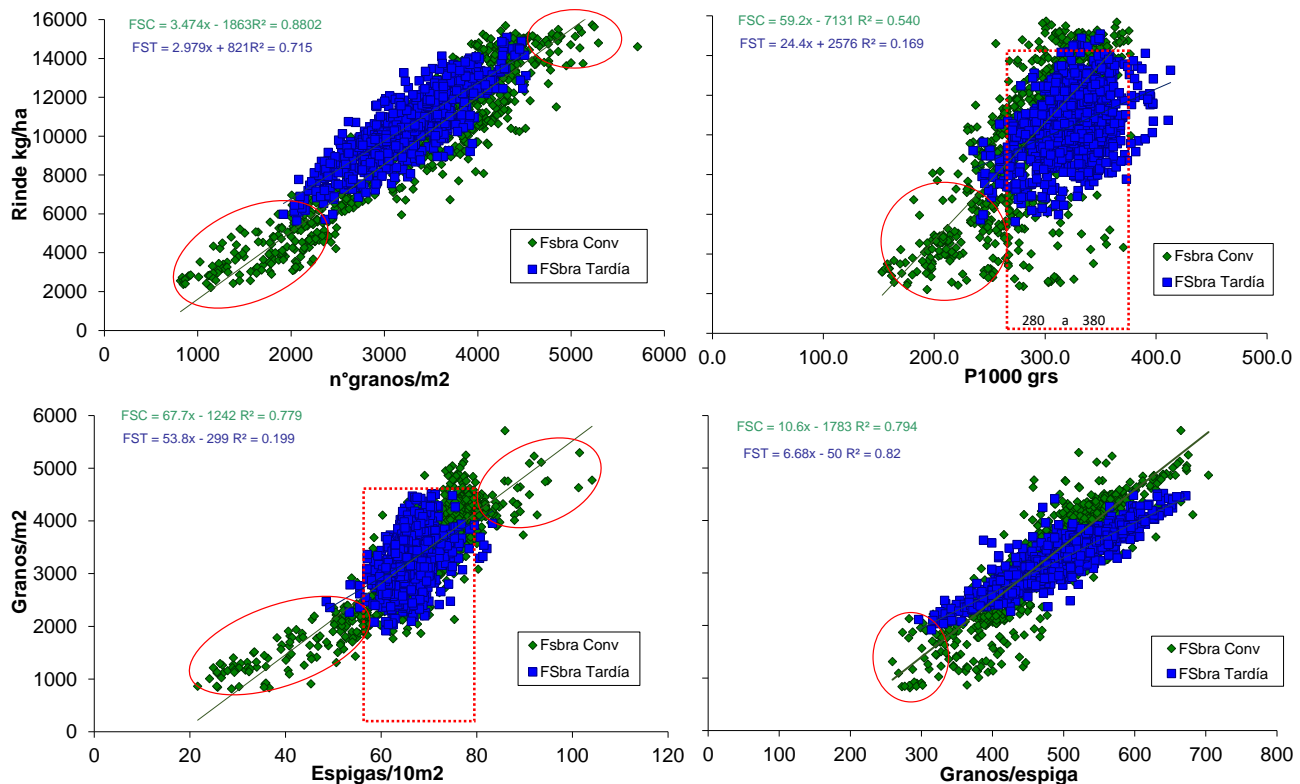 FSC = 3.474x - 1863R² = 0.8802
FST = 2.979x + 821R² = 0.715
16000
14000
12000
10000
8000
6000
4000
2000
0
Rinde kg/ha
Fsbra Conv
FSbra Tardía
0 1000 2000 3000 4000 5000 6000
n°granos/m2
FSC = 59.2x - 7131 R² = 0.540
FST = 24.4x + 2576 R² = 0.169
Fsbra Conv
FSbra Tardía
280 a 380
0.0 100.0 200.0 300.0 400.0 500.0
P1000 grs
FSC = 67.7x - 1242 R² = 0.779
FST = 53.8x - 299 R² = 0.199
6000
5000
4000
3000
2000
1000
0
Granos/m2
Fsbra Conv
FSbra Tardía
0 20 40 60 80 100 120
Espigas/10m2
FSC = 10.6x - 1783 R² = 0.794
FST = 6.68x - 50 R² = 0.82
Fsbra Conv
FSbra Tardía
0 100 200 300 400 500 600 700 800
Granos/espiga